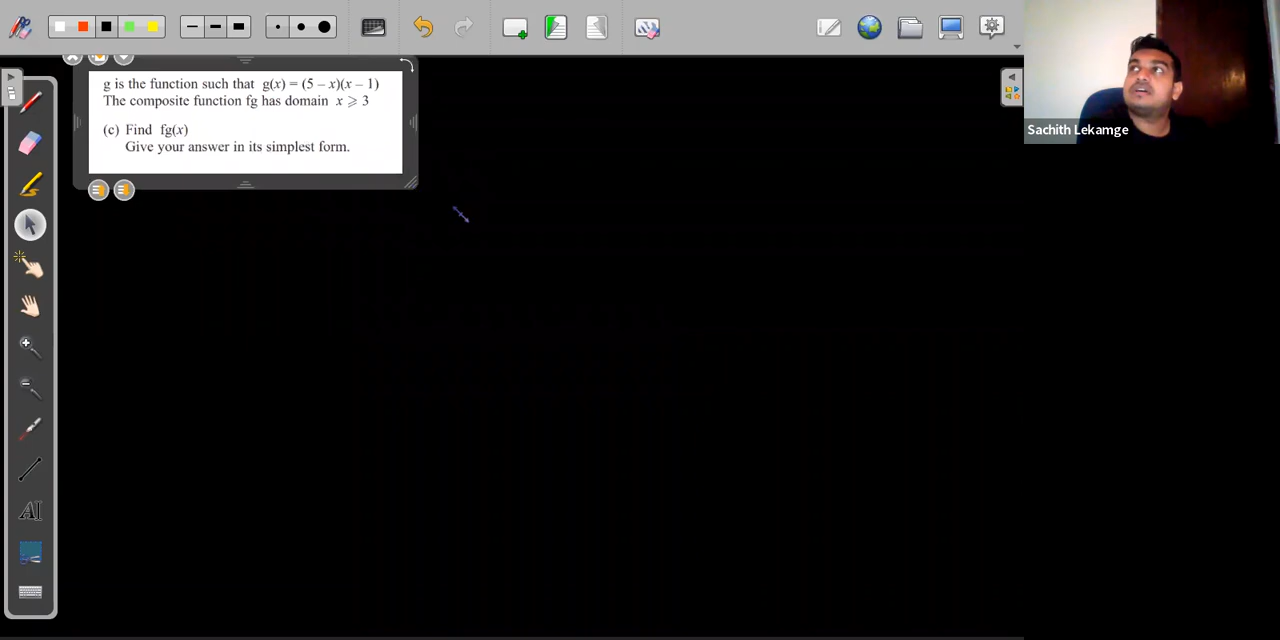 g is the function such that g(x) = (5 – x)(x – 1)
The composite function fg has domain x ⩾ 3
(c) Find fg(x)
Give your answer in its simplest form.
Sachith Lekamge